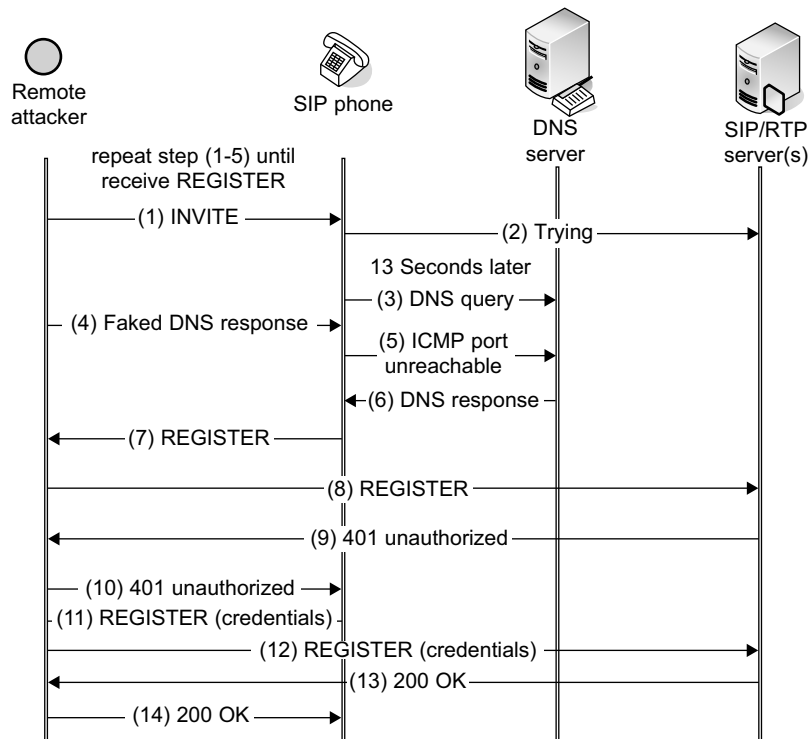 Remote
attacker
SIP phone
DNS
server
SIP/RTP
server(s)
repeat step (1-5) until
receive REGISTER
(1) INVITE
(2) Trying
13 Seconds later
(3) DNS query
(4) Faked DNS response
(5) ICMP port
unreachable
(6) DNS response
(7) REGISTER
(8) REGISTER
(9) 401 unauthorized
(10) 401 unauthorized
(11) REGISTER (credentials)
(12) REGISTER (credentials)
(13) 200 OK
(14) 200 OK